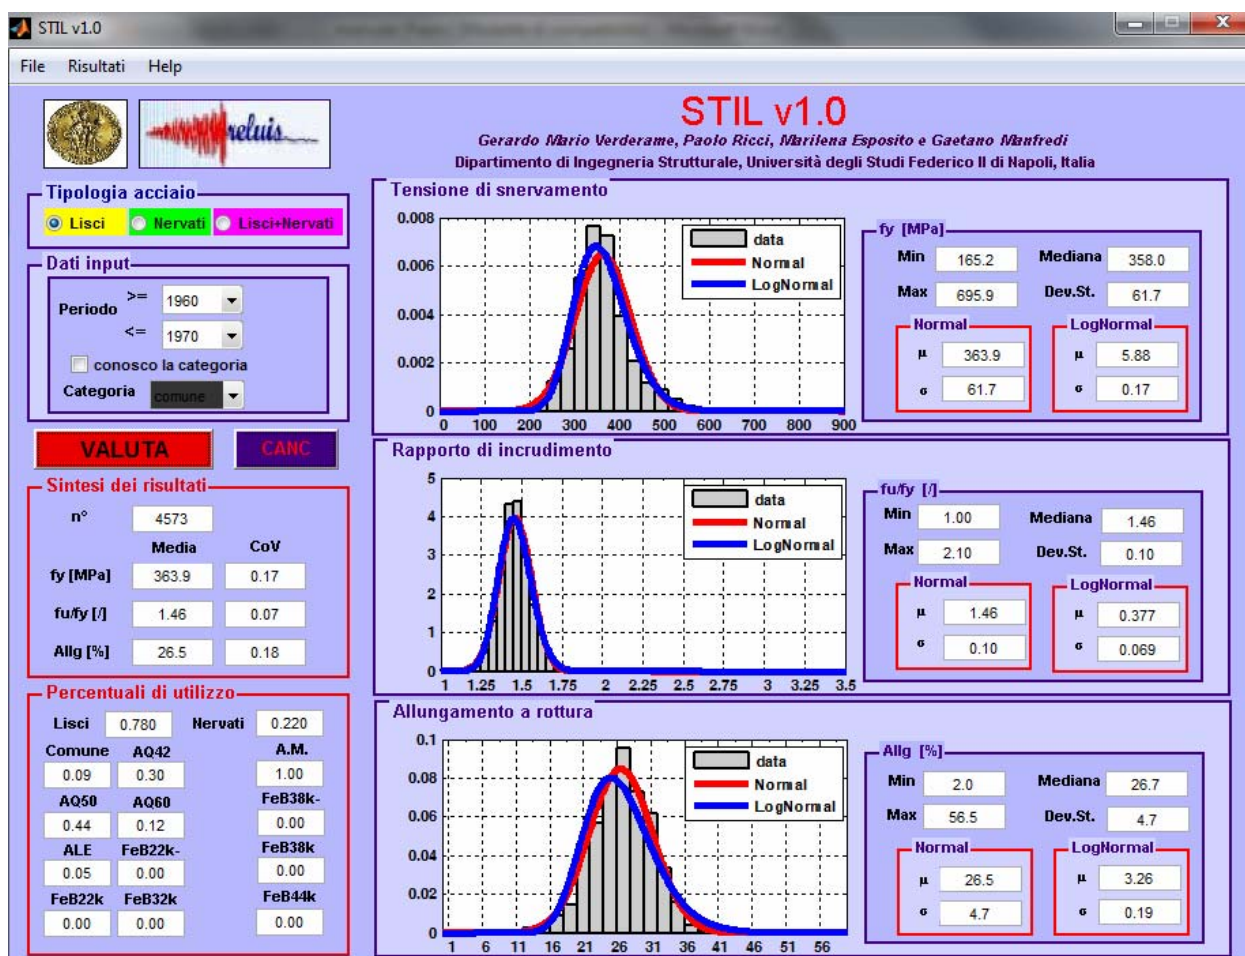 STIL v1.0
File Risultati Help
reluis
STIL v1.0
Gerardo Mario Verderame, Paolo Ricci, Marilena Esposito e Gaetano Manfredi
Dipartimento di Ingegneria Strutturale, Università degli Studi Federico II di Napoli, Italia
Tipologia acciaio
Lisci Nervati Lisci+Nervati
Dati input
Periodo >= 1960
<= 1970
conosco la categoria
Categoria comune
VALUTA CANC
Sintesi dei risultati
n° 4573
Media CoV
fy [MPa] 363.9 0.17
fu/fy [/] 1.46 0.07
Allg [%] 26.5 0.18
Percentuali di utilizzo
Lisci 0.780 Nervati 0.220
Comune AQ42 A.M.
0.09 0.30 1.00
AQ50 AQ60 FeB38k-
0.44 0.12 0.00
ALE FeB22k- FeB38k
0.05 0.00 0.00
FeB22k FeB32k FeB44k
0.00 0.00 0.00
Tensione di snervamento
0.008
0.006
0.004
0.002
0
0 100 200 300 400 500 600 700 800 900
data
Normal
LogNormal
fy [MPa]
Min 165.2 Mediana 358.0
Max 695.9 Dev.St. 61.7
Normal LogNormal
μ 363.9 μ 5.88
σ 61.7 σ 0.17
Rapporto di incrudimento
5
4
3
2
1
0
1 1.25 1.5 1.75 2 2.25 2.5 2.75 3 3.25 3.5
data
Normal
LogNormal
fu/fy [/]
Min 1.00 Mediana 1.46
Max 2.10 Dev.St. 0.10
Normal LogNormal
μ 1.46 μ 0.377
σ 0.10 σ 0.069
Allungamento a rottura
0.1
0.08
0.06
0.04
0.02
0
1 6 11 16 21 26 31 36 41 46 51 56
data
Normal
LogNormal
Allg [%]
Min 2.0 Mediana 26.7
Max 56.5 Dev.St. 4.7
Normal LogNormal
μ 26.5 μ 3.26
σ 4.7 σ 0.19